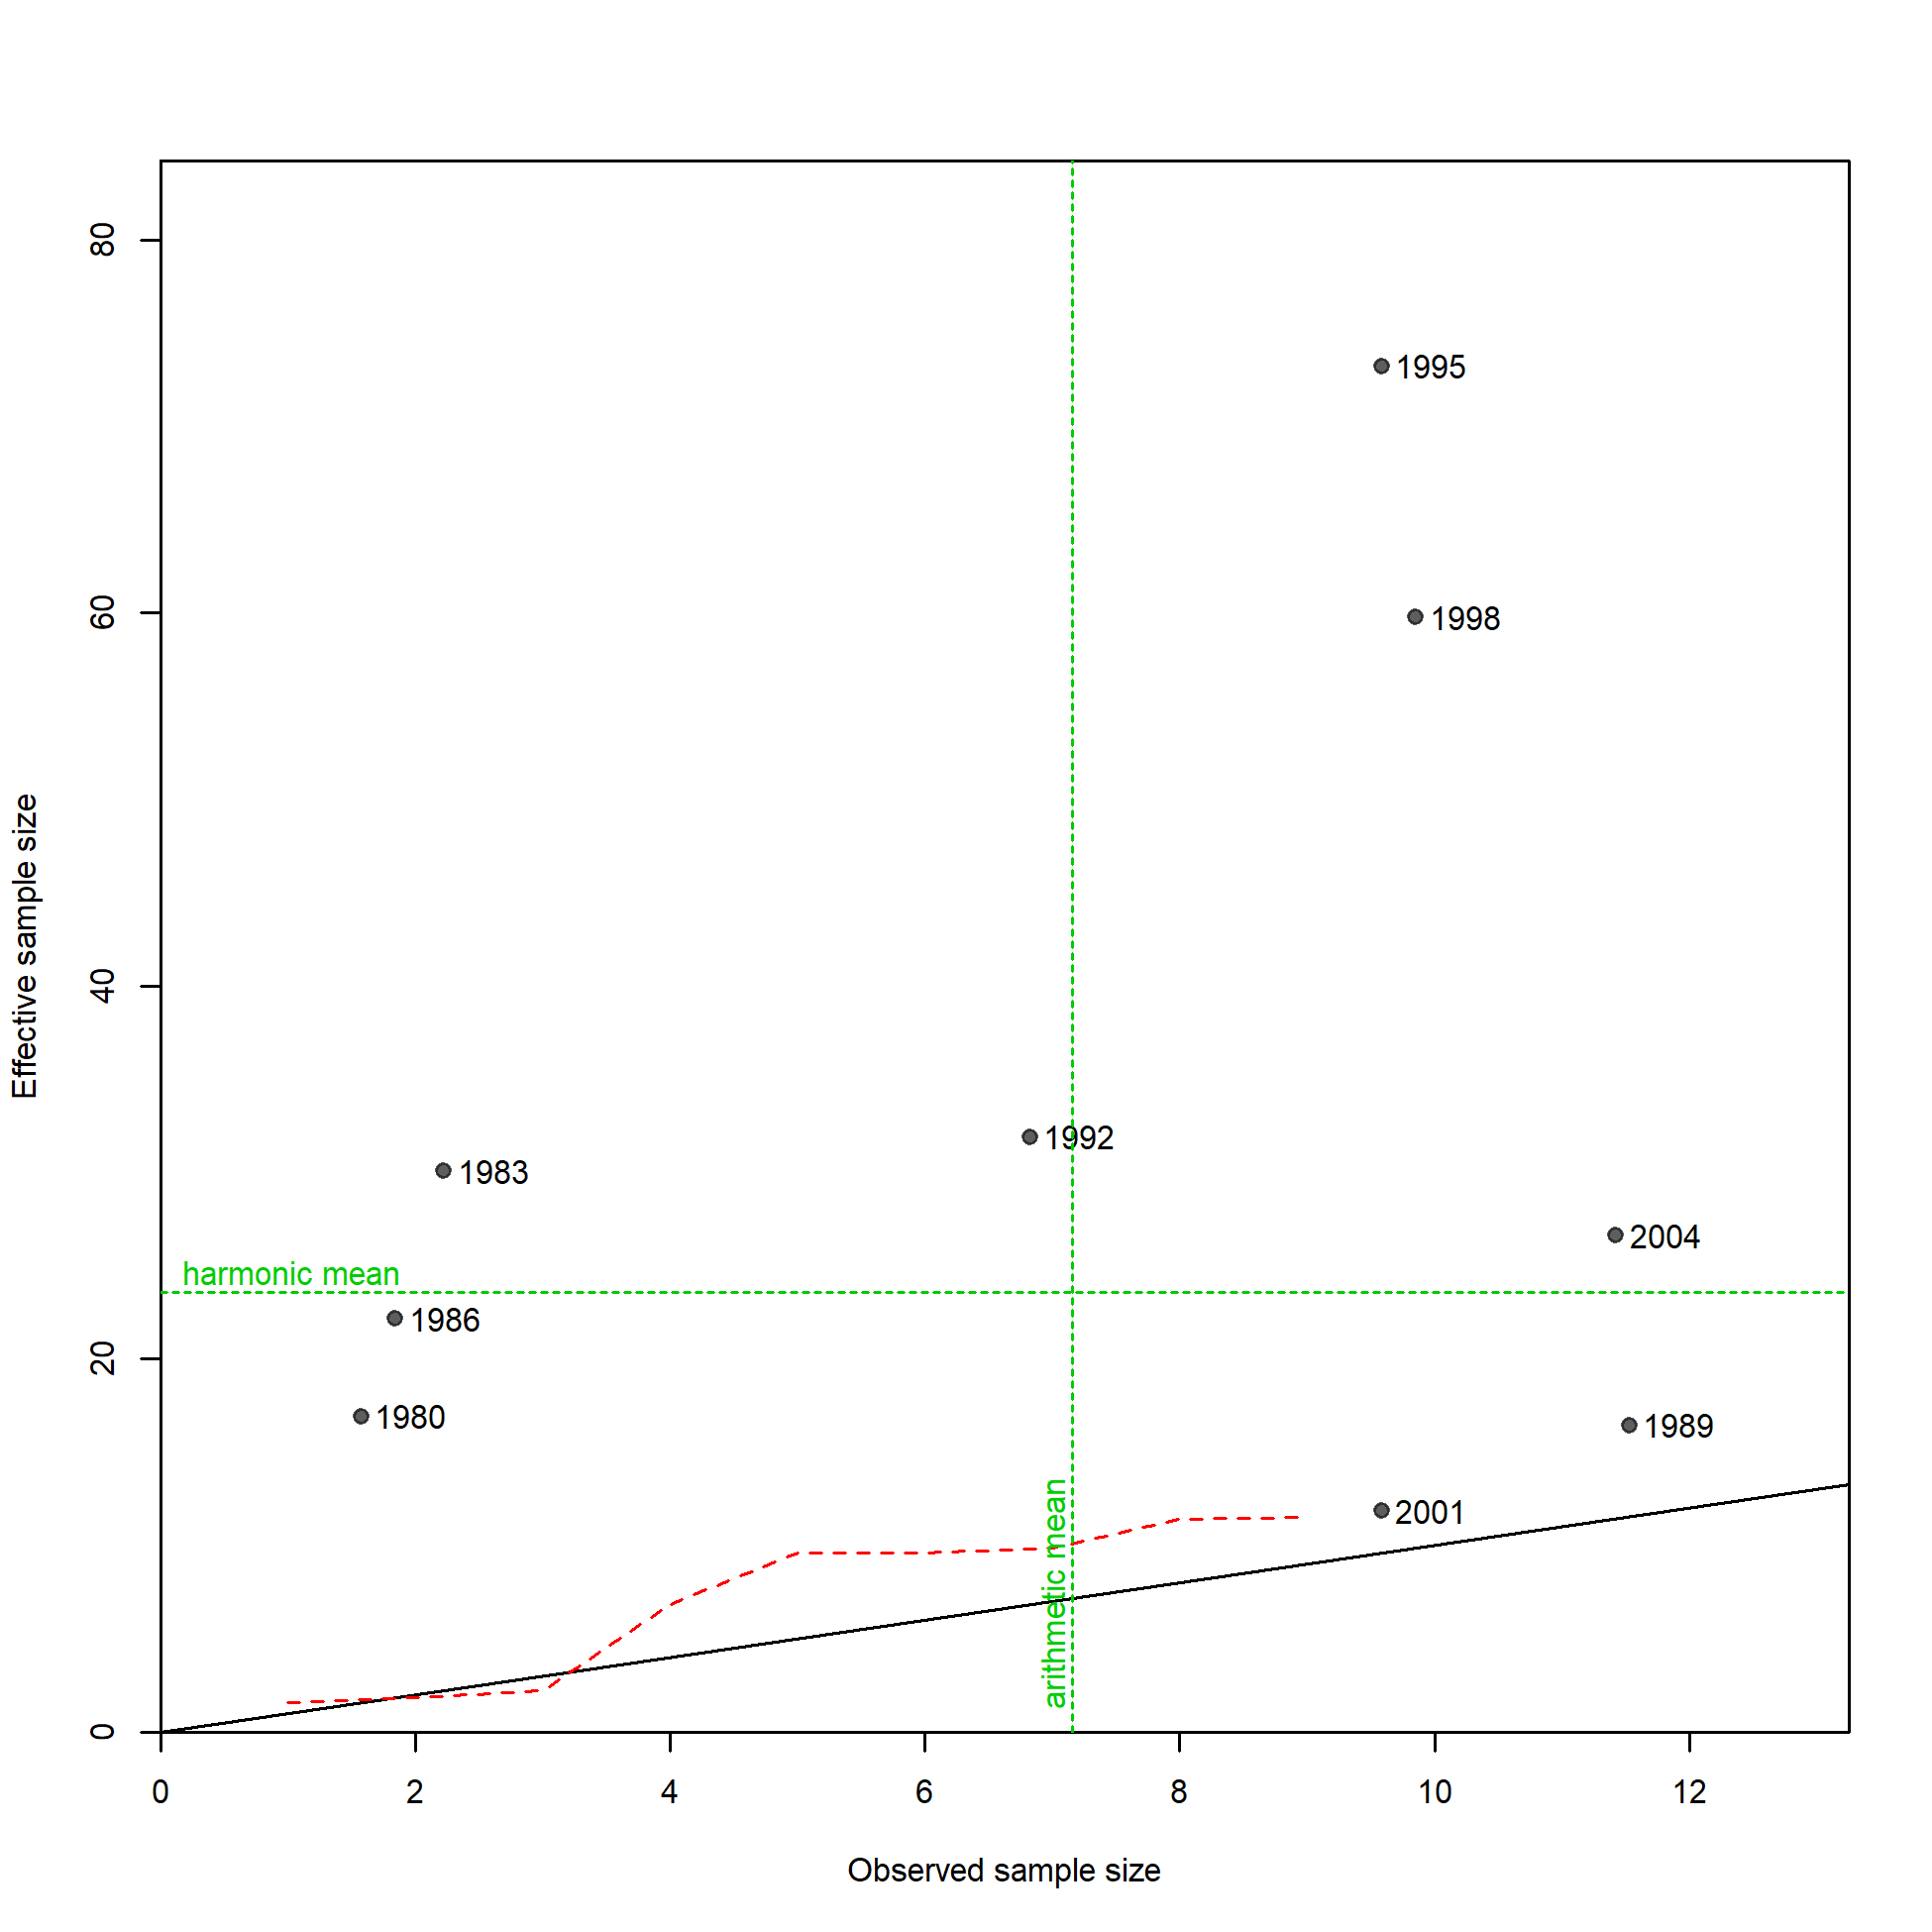 80
1995
60
1998
Effective sample size
40
1992
1983
2004
harmonic mean
1986
20
1980
1989
arithmetic mean
2001
0
0 2 4 6 8 10 12
Observed sample size